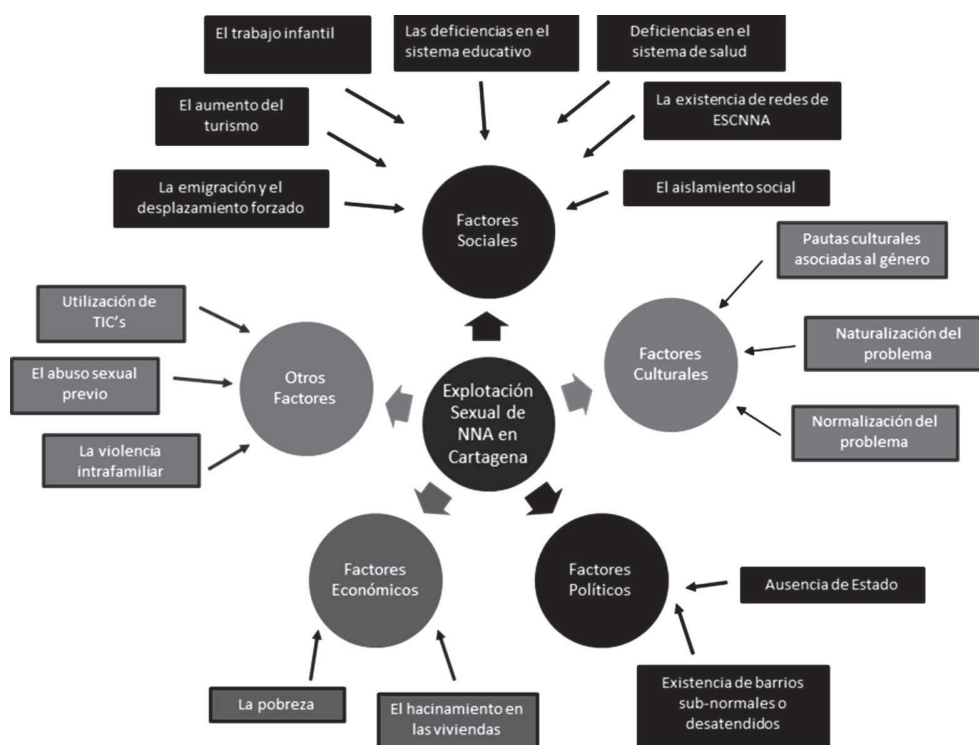 El trabajo infantil
Las deficiencias en el
sistema educativo
Deficiencias en el
sistema de salud
El aumento del
turismo
La existencia de redes de
ESCNNA
La emigración y el
desplazamiento forzado
El aislamiento social
Factores
Sociales
Pautas culturales
asociadas al género
Naturalización del
problema
Normalización del
problema
Factores
Culturales
Utilización de
TIC's
El abuso sexual
previo
La violencia
intrafamiliar
Otros
Factores
Explotación
Sexual de
NNA en
Cartagena
Factores
Económicos
La pobreza
El hacinamiento en
las viviendas
Factores
Políticos
Ausencia de Estado
Existencia de barrios
sub-normales o
desatendidos